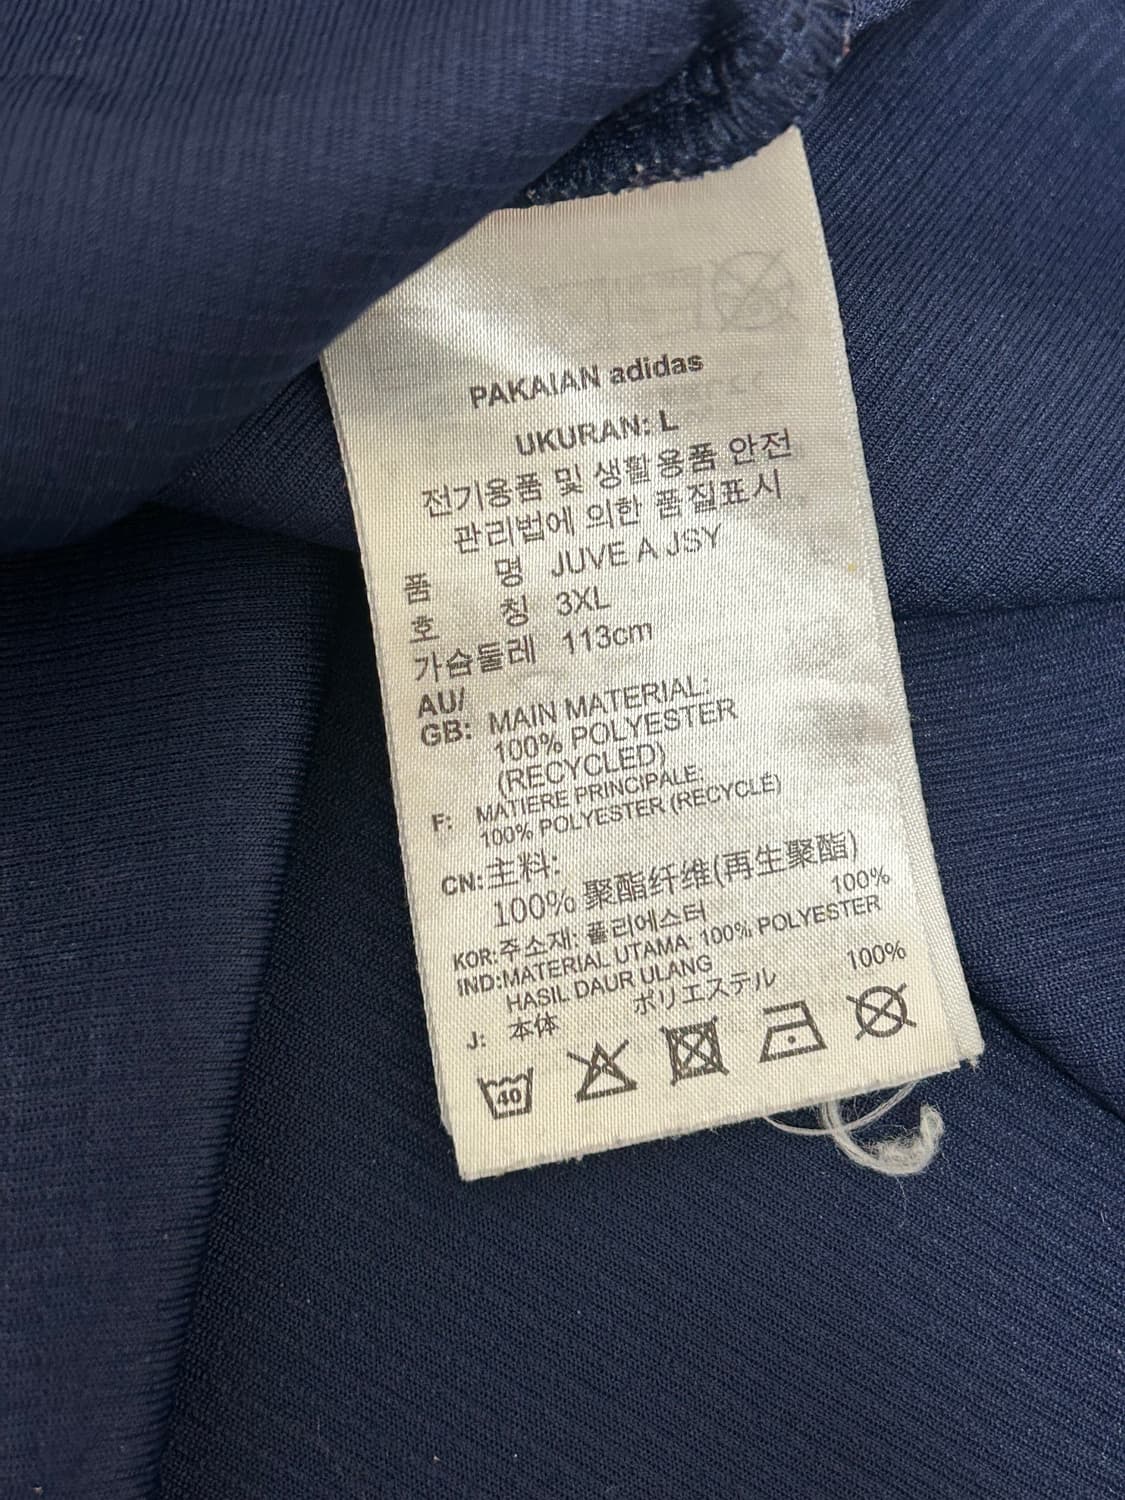 PAKAIAN adidas
UKURAN: L
전기용품 및 생활용품 안전
관리법에 의한 품질표시
품 명 JUVE A JSY
호 칭 3XL
가슴둘레 113cm
AU/
GB: MAIN MATERIAL:
100% POLYESTER
(RECYCLED)
F: MATIERE PRINCIPALE:
100% POLYESTER (RECYCLÉ)
CN:主料:
100% 聚酯纤维(再生聚酯)
KOR:주소재: 폴리에스터 100%
IND:MATERIAL UTAMA: 100% POLYESTER
HASIL DAUR ULANG
J: 本体 ポリエステル 100%
40